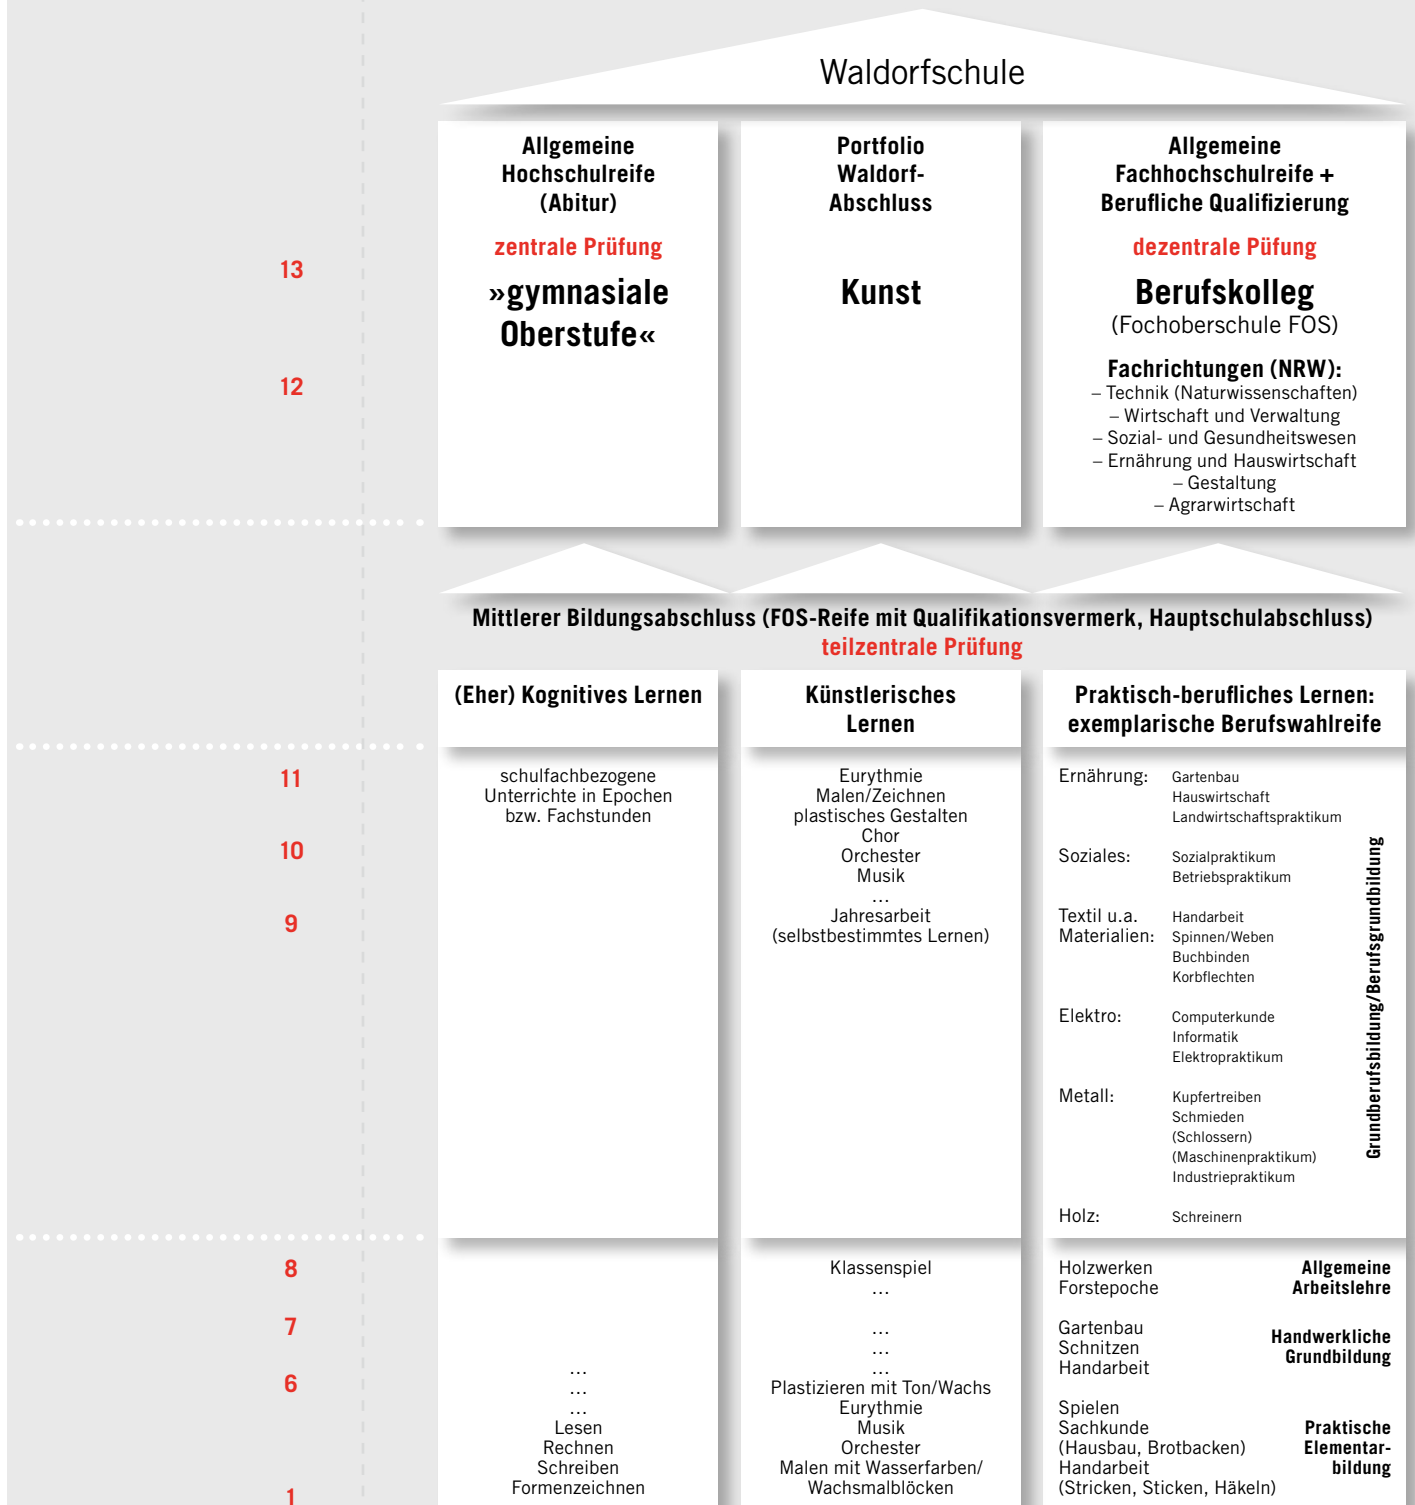 Waldorfschule
Allgemeine
Hochschulreife
(Abitur)
zentrale Prüfung
»gymnasiale
Oberstufe«
Portfolio
Waldorf-
Abschluss
Kunst
Allgemeine
Fachhochschulreife +
Berufliche Qualifizierung
dezentrale Püfung
Berufskolleg
(Fochoberschule FOS)
Fachrichtungen (NRW):
– Technik (Naturwissenschaften)
– Wirtschaft und Verwaltung
– Sozial- und Gesundheitswesen
– Ernährung und Hauswirtschaft
– Gestaltung
– Agrarwirtschaft
13
12
Mittlerer Bildungsabschluss (FOS-Reife mit Qualifikationsvermerk, Hauptschulabschluss)
teilzentrale Prüfung
(Eher) Kognitives Lernen
Künstlerisches
Lernen
Praktisch-berufliches Lernen:
exemplarische Berufswahlreife
11
10
9
schulfachbezogene
Unterrichte in Epochen
bzw. Fachstunden
Eurythmie
Malen/Zeichnen
plastisches Gestalten
Chor
Orchester
Musik
…
Jahresarbeit
(selbstbestimmtes Lernen)
Ernährung: Gartenbau
Hauswirtschaft
Landwirtschaftspraktikum
Soziales: Sozialpraktikum
Betriebspraktikum
Textil u.a. Handarbeit
Materialien: Spinnen/Weben
Buchbinden
Korbflechten
Elektro: Computerkunde
Informatik
Elektropraktikum
Metall: Kupfertreiben
Schmieden
(Schlossern)
(Maschinenpraktikum)
Industriepraktikum
Holz: Schreinern
Grundberufsbildung/Berufsgrundbildung
8
7
6
1
…
…
…
Lesen
Rechnen
Schreiben
Formenzeichnen
Klassenspiel
…
…
…
…
Plastizieren mit Ton/Wachs
Eurythmie
Musik
Orchester
Malen mit Wasserfarben/
Wachsmalblöcken
Holzwerken
Forstepoche
Allgemeine
Arbeitslehre
Gartenbau
Schnitzen
Handarbeit
Handwerkliche
Grundbildung
Spielen
Sachkunde
(Hausbau, Brotbacken)
Handarbeit
(Stricken, Sticken, Häkeln)
Praktische
Elementar-
bildung